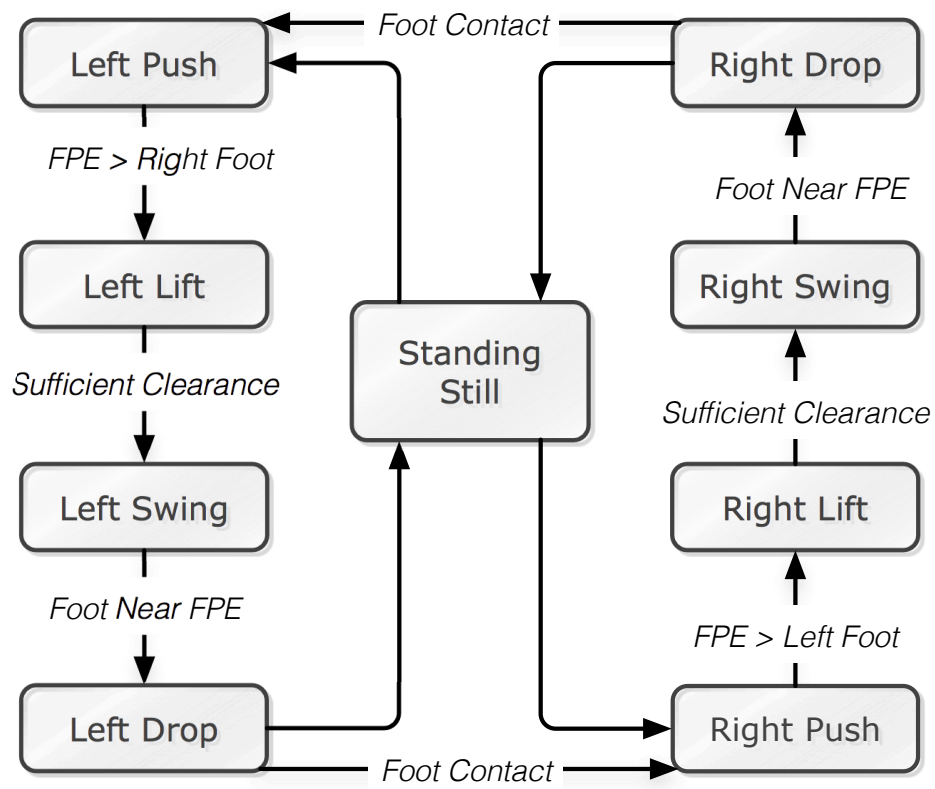 Foot Contact
Left Push
Right Drop
FPE > Right Foot
Foot Near FPE
Left Lift
Right Swing
Standing
Still
Sufficient Clearance
Sufficient Clearance
Left Swing
Right Lift
Foot Near FPE
FPE > Left Foot
Left Drop
Right Push
Foot Contact